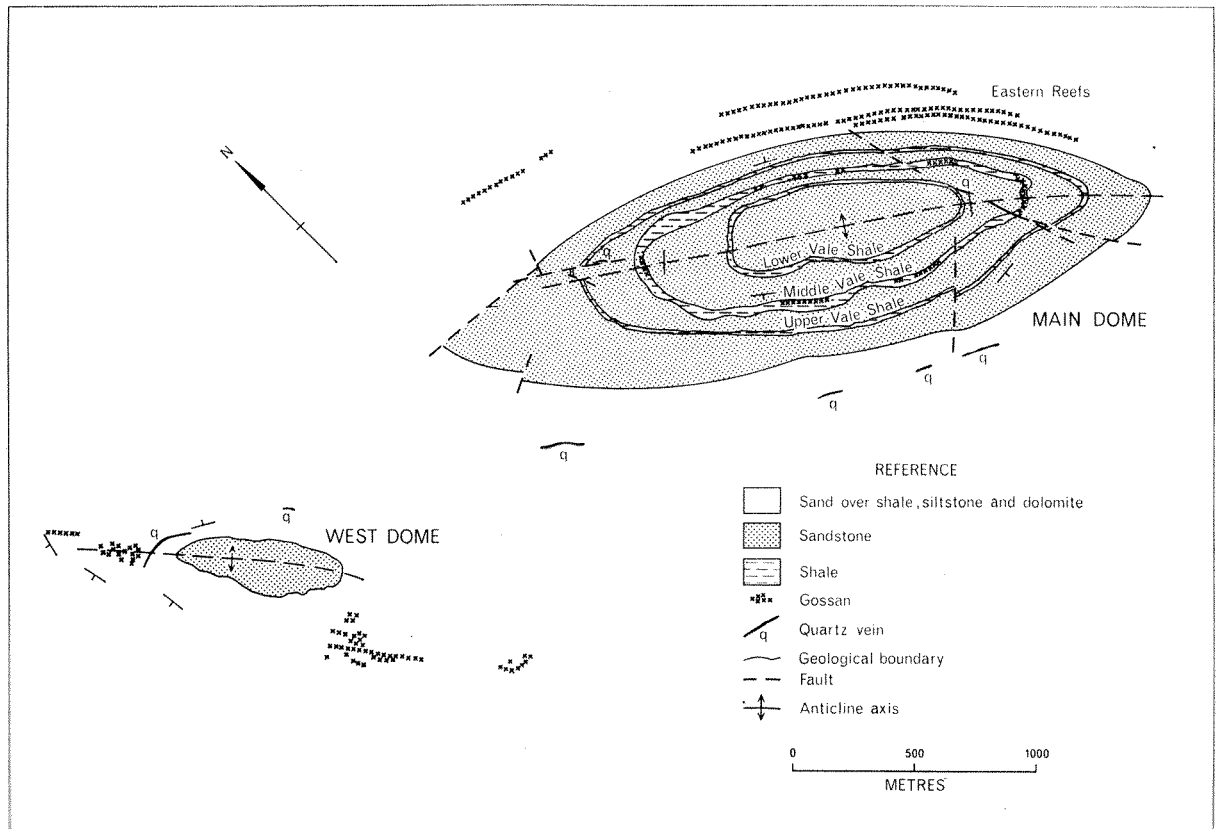 Eastern Reefs
N
q
q
Lower Vale Shale
Middle Vale Shale
Upper Vale Shale
MAIN DOME
q
q
q
q
REFERENCE
Sand over shale, siltstone and dolomite
Sandstone
Shale
Gossan
q
Quartz vein
Geological boundary
Fault
Anticline axis
q
q
WEST DOME
0 500 1000
METRES